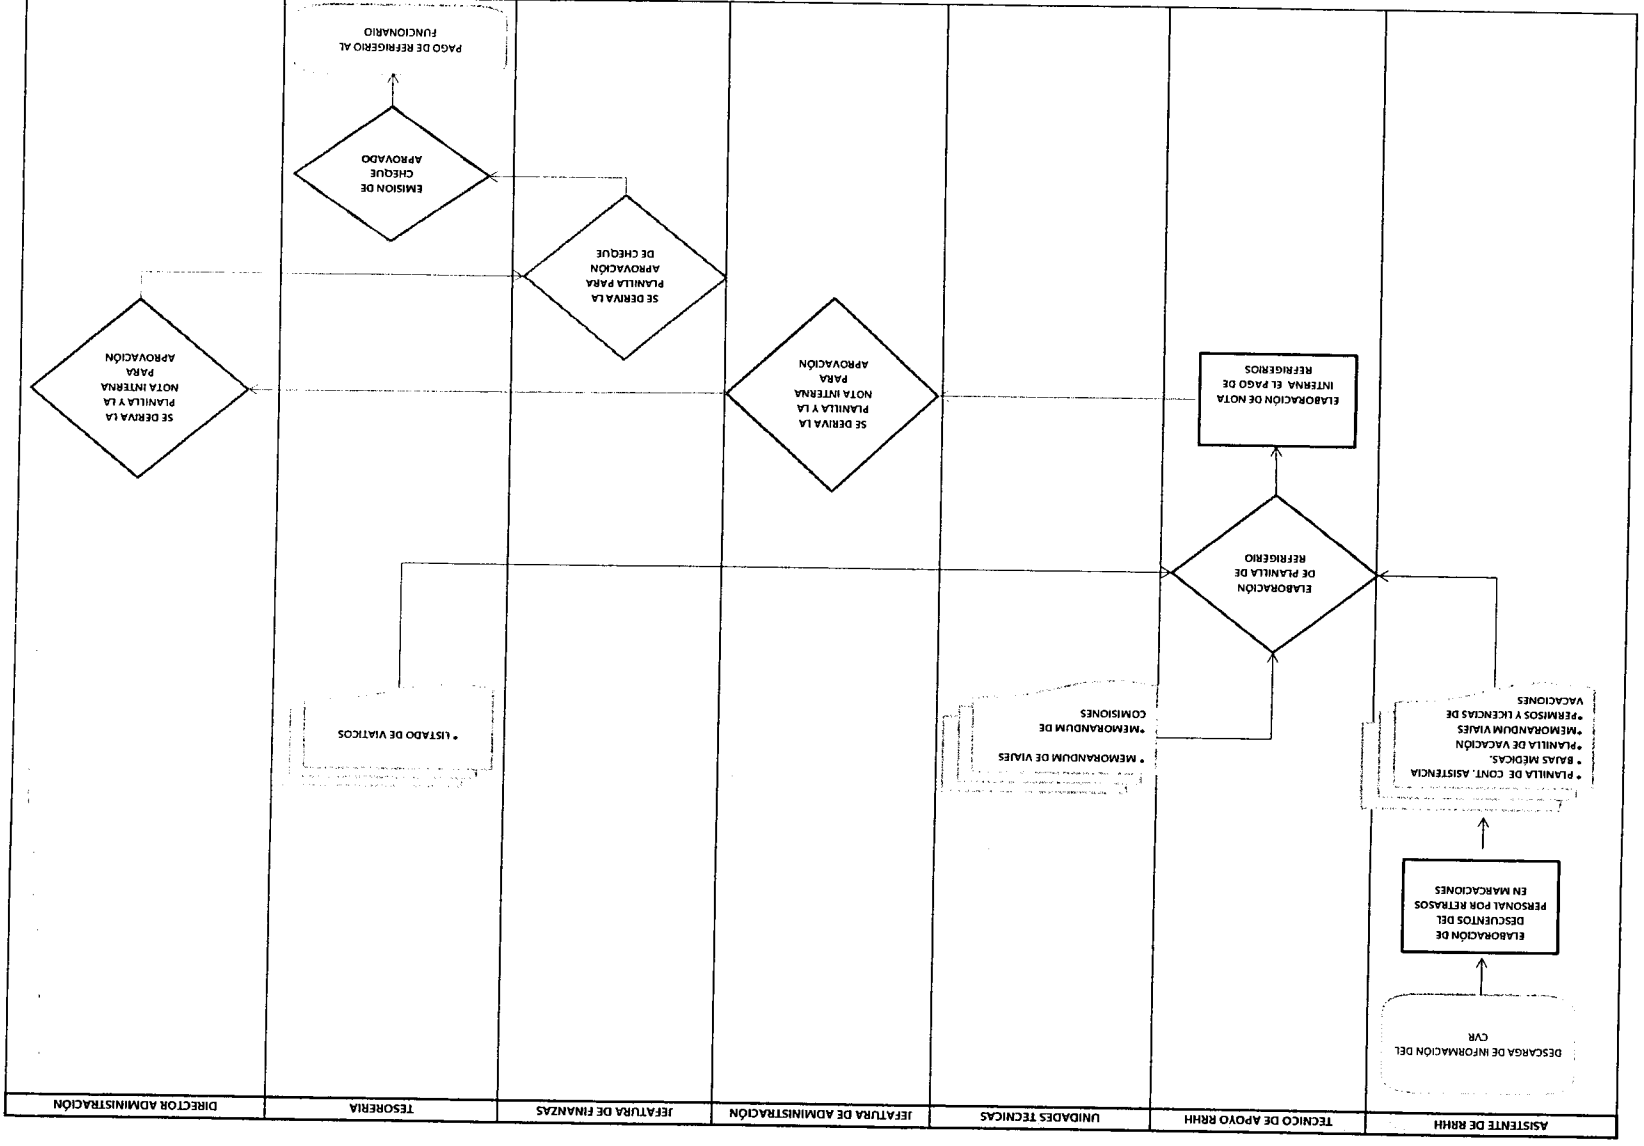 ASISTENTE DE RRHH
TECNICO DE APOYO RRHH
UNIDADES TECNICAS
JEFATURA DE ADMINISTRACIÓN
JEFATURA DE FINANZAS
TESORERIA
DIRECTOR ADMINISTRACIÓN
DESCARGA DE INFORMACIÓN DEL
CVR
ELABORACIÓN DE
DESCUENTOS DEL
PERSONAL POR RETRASOS
EN MARCACIONES
• PLANILLA DE CONT. ASISTENCIA
• BAJAS MÉDICAS.
•PLANILLA DE VACACIÓN
•MEMORANDUM VIAJES
•PERMISOS Y LICENCIAS DE
VACACIONES
• MEMORANDUM DE VIAJES
•MEMORANDUM DE
COMISIONES
• LISTADO DE VIATICOS
ELABORACIÓN
DE PLANILLA DE
REFRIGERIO
ELABORACIÓN DE NOTA
INTERNA EL PAGO DE
REFRIGERIOS
SE DERIVA LA
PLANILLA Y LA
NOTA INTERNA
PARA
APROVACIÓN
SE DERIVA LA
PLANILLA Y LA
NOTA INTERNA
PARA
APROVACIÓN
SE DERIVA LA
PLANILLA PARA
APROVACIÓN
DE CHEQUE
EMISION DE
CHEQUE
APROVADO
PAGO DE REFRIGERIO AL
FUNCIONARIO